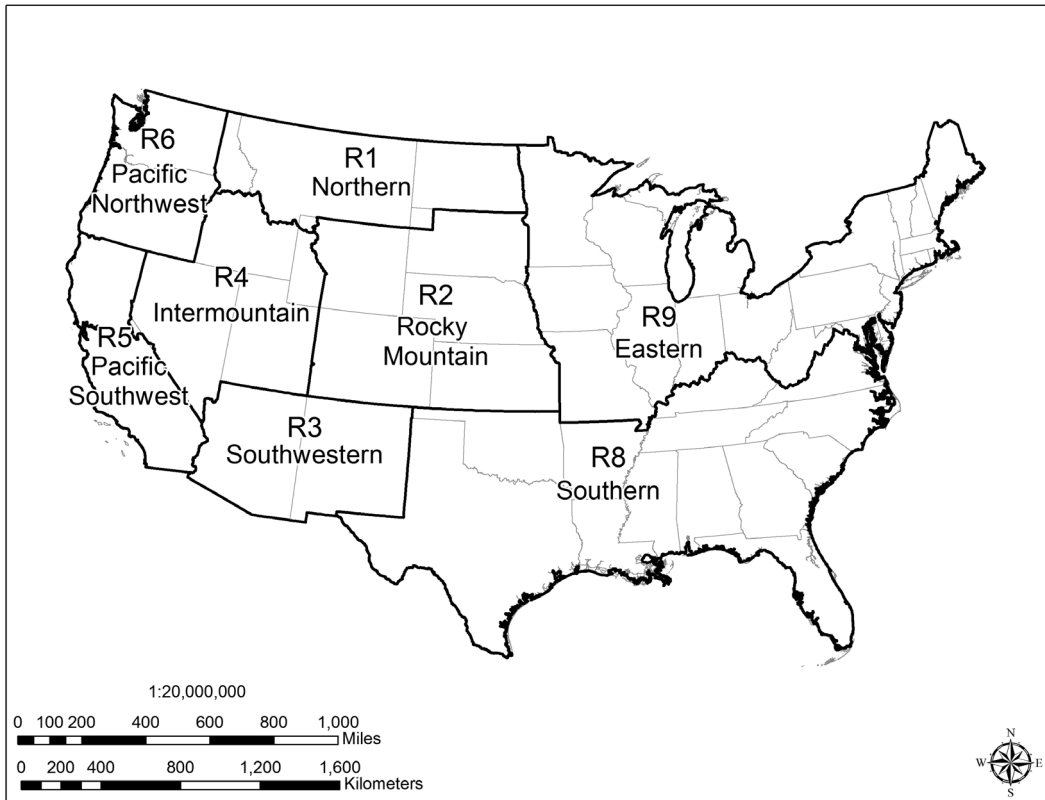 R6
Pacific
Northwest
R1
Northern
R4
Intermountain
R2
Rocky
Mountain
R9
Eastern
R5
Pacific
Southwest
R3
Southwestern
R8
Southern
1:20,000,000
0 100 200 400 600 800 1,000
Miles
0 200 400 800 1,200 1,600
Kilometers
N
W E
S